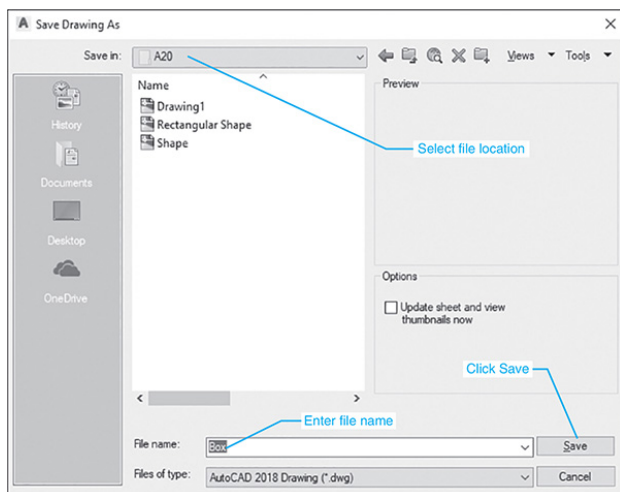 Save Drawing As
Save in: A20 Views Tools
Name
Drawing1
Rectangular Shape
Shape
Preview
Select file location
History
Documents
Desktop
OneDrive
Options
Update sheet and view
thumbnails now
Click Save
Enter file name
File name: Box Save
Files of type: AutoCAD 2018 Drawing (*.dwg) Cancel